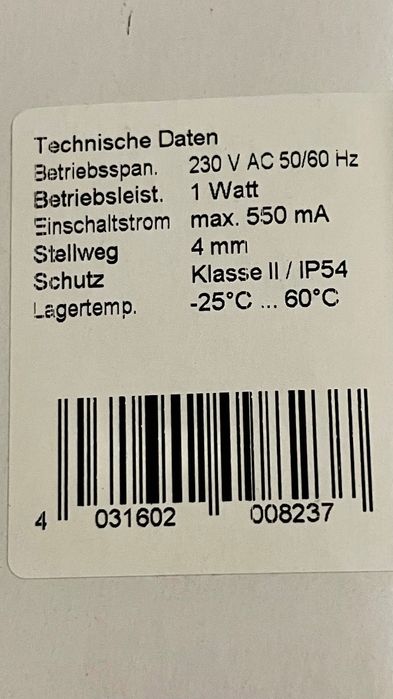 Technische Daten
Betriebsspan. 230 V AC 50/60 Hz
Betriebsleist. 1 Watt
Einschaltstrom max. 550 mA
Stellweg 4 mm
Schutz Klasse II / IP54
Lagertemp. -25°C ... 60°C
4 031602 008237